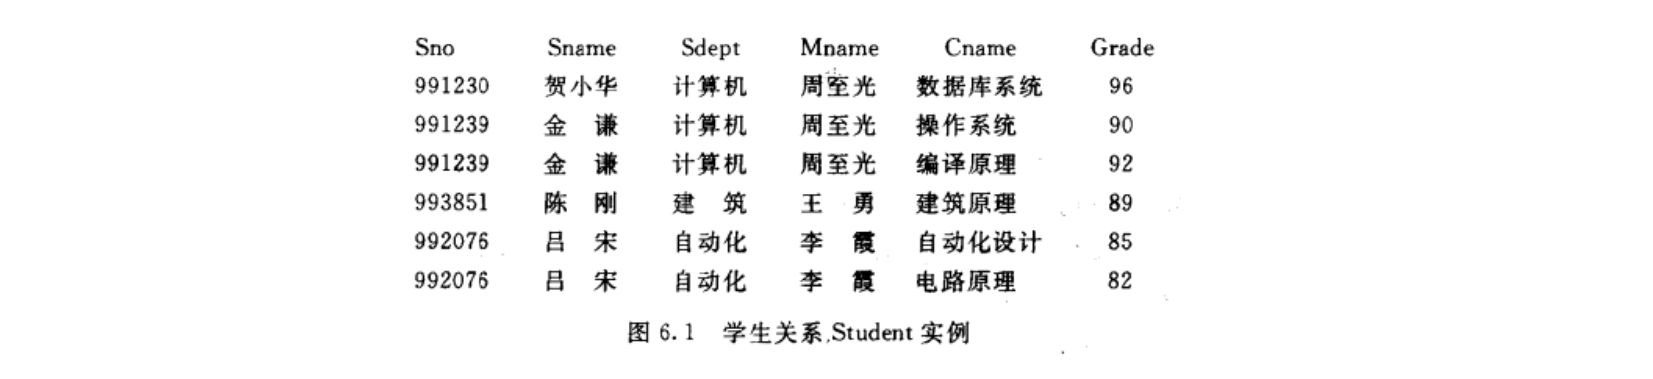 Sno Sname Sdept Mname Cname Grade
991230 贺小华 计算机 周至光 数据库系统 96
991239 金 谦 计算机 周至光 操作系统 90
991239 金 谦 计算机 周至光 编译原理 92
993851 陈 刚 建 筑 王 勇 建筑原理 89
992076 吕 宋 自动化 李 霞 自动化设计 85
992076 吕 宋 自动化 李 霞 电路原理 82
图 6.1 学生关系,Student 实例